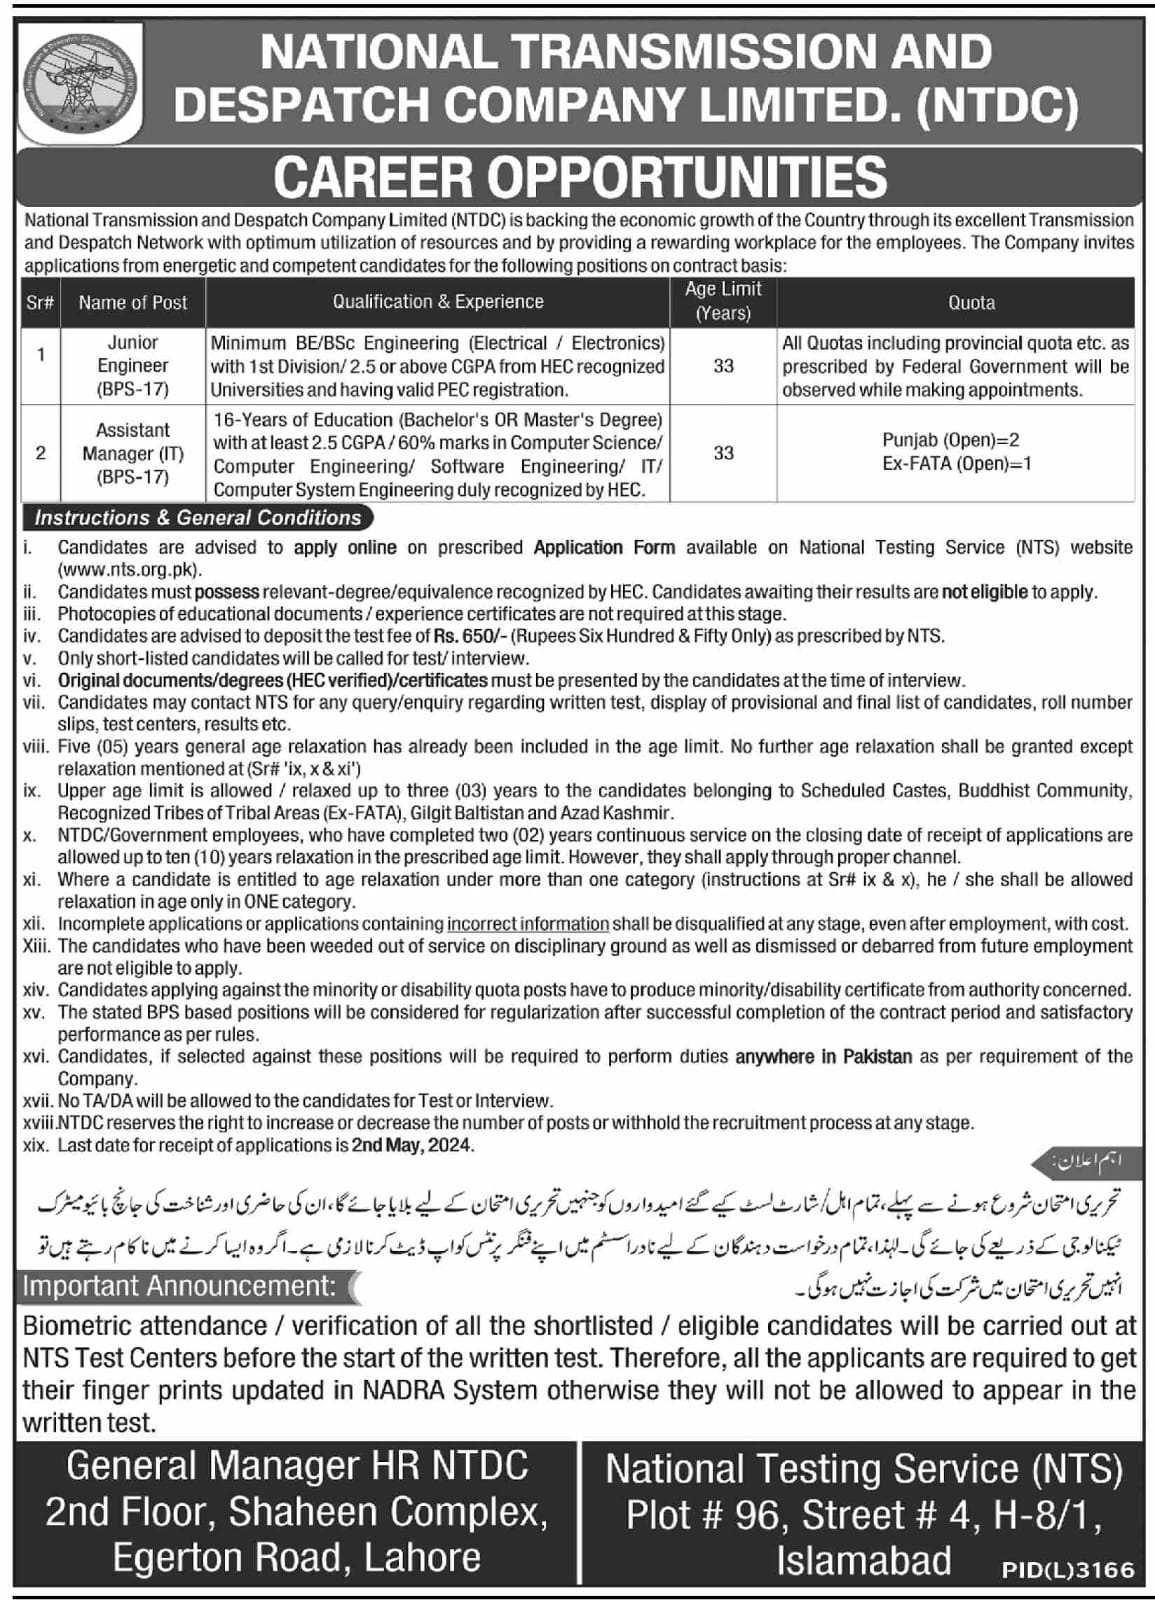 NATIONAL TRANSMISSION AND
DESPATCH COMPANY LIMITED. (NTDC)
CAREER OPPORTUNITIES
National Transmission and Despatch Company Limited (NTDC) is backing the economic growth of the Country through its excellent Transmission
and Despatch Network with optimum utilization of resources and by providing a rewarding workplace for the employees. The Company invites
applications from energetic and competent candidates for the following positions on contract basis:
Sr# Name of Post Qualification & Experience Age Limit (Years) Quota
1 Junior Engineer (BPS-17)
Minimum BE/BSc Engineering (Electrical / Electronics)
with 1st Division/ 2.5 or above CGPA from HEC recognized
Universities and having valid PEC registration.
33
All Quotas including provincial quota etc. as
prescribed by Federal Government will be
observed while making appointments.
2 Assistant Manager (IT) (BPS-17)
16-Years of Education (Bachelor's OR Master's Degree)
with at least 2.5 CGPA / 60% marks in Computer Science/
Computer Engineering/ Software Engineering/ IT/
Computer System Engineering duly recognized by HEC.
33
Punjab (Open)=2
Ex-FATA (Open)=1
Instructions & General Conditions
i. Candidates are advised to apply online on prescribed Application Form available on National Testing Service (NTS) website
(www.nts.org.pk).
ii. Candidates must possess relevant-degree/equivalence recognized by HEC. Candidates awaiting their results are not eligible to apply.
iii. Photocopies of educational documents / experience certificates are not required at this stage.
iv. Candidates are advised to deposit the test fee of Rs. 650/- (Rupees Six Hundred & Fifty Only) as prescribed by NTS.
v. Only short-listed candidates will be called for test/ interview.
vi. Original documents/degrees (HEC verified)/certificates must be presented by the candidates at the time of interview.
vii. Candidates may contact NTS for any query/enquiry regarding written test, display of provisional and final list of candidates, roll number
slips, test centers, results etc.
viii. Five (05) years general age relaxation has already been included in the age limit. No further age relaxation shall be granted except
relaxation mentioned at (Sr# 'ix, x & xi')
ix. Upper age limit is allowed / relaxed up to three (03) years to the candidates belonging to Scheduled Castes, Buddhist Community,
Recognized Tribes of Tribal Areas (Ex-FATA), Gilgit Baltistan and Azad Kashmir.
x. NTDC/Government employees, who have completed two (02) years continuous service on the closing date of receipt of applications are
allowed up to ten (10) years relaxation in the prescribed age limit. However, they shall apply through proper channel.
xi. Where a candidate is entitled to age relaxation under more than one category (instructions at Sr# ix & x), he / she shall be allowed
relaxation in age only in ONE category.
xii. Incomplete applications or applications containing incorrect information shall be disqualified at any stage, even after employment, with cost.
Xiii. The candidates who have been weeded out of service on disciplinary ground as well as dismissed or debarred from future employment
are not eligible to apply.
xiv. Candidates applying against the minority or disability quota posts have to produce minority/disability certificate from authority concerned.
xv. The stated BPS based positions will be considered for regularization after successful completion of the contract period and satisfactory
performance as per rules.
xvi. Candidates, if selected against these positions will be required to perform duties anywhere in Pakistan as per requirement of the
Company.
xvii. No TA/DA will be allowed to the candidates for Test or Interview.
xviii.NTDC reserves the right to increase or decrease the number of posts or withhold the recruitment process at any stage.
xix. Last date for receipt of applications is 2nd May, 2024.
اہم اعلان:
تحریری امتحان شروع ہونے سے پہلے، تمام اہل/شارٹ لسٹ کیے گئے امیدواروں کو جنہیں تحریری امتحان کے لیے بلایا جائے گا، ان کی حاضری اور شناخت کی جانچ بائیو میٹرک
ٹیکنالوجی کے ذریعے کی جائے گی۔ لہٰذا، تمام درخواست دہندگان کے لیے نادرا سسٹم میں اپنے فنگر پرنٹس کو اپ ڈیٹ کرنا لازمی ہے۔ اگر وہ ایسا کرنے میں ناکام رہتے ہیں تو
انہیں تحریری امتحان میں شرکت کی اجازت نہیں ہوگی۔
Important Announcement:
Biometric attendance / verification of all the shortlisted / eligible candidates will be carried out at
NTS Test Centers before the start of the written test. Therefore, all the applicants are required to get
their finger prints updated in NADRA System otherwise they will not be allowed to appear in the
written test.
General Manager HR NTDC
2nd Floor, Shaheen Complex,
Egerton Road, Lahore
National Testing Service (NTS)
Plot # 96, Street # 4, H-8/1,
Islamabad
PID(L)3166